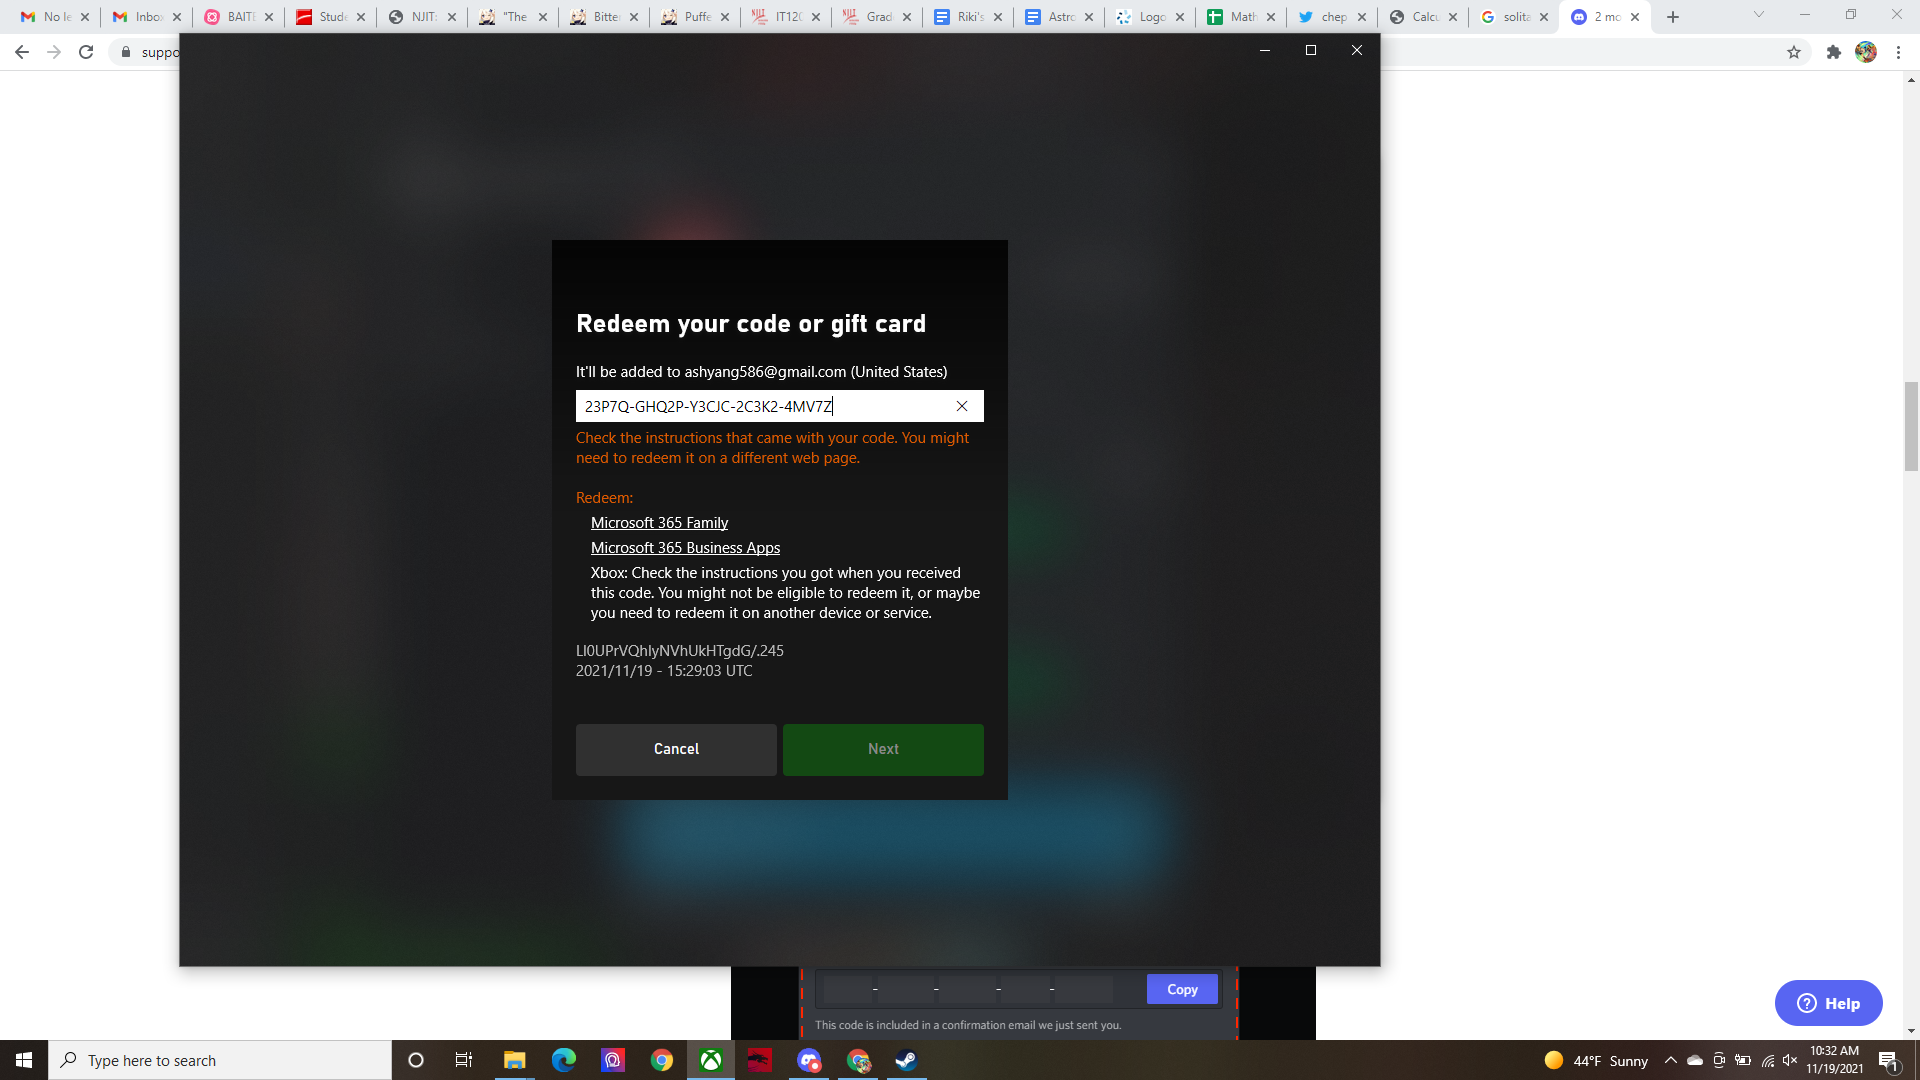 No le
Inbo
BAITE
Stude
NJIT:
"The
Bitter
Puffe
IT120
Grad
Riki's
Astro
Logo
Math
chep
Calcu
solita
2 mo
suppo
Redeem your code or gift card
It'll be added to ashyang586@gmail.com (United States)
23P7Q-GHQ2P-Y3CJC-2C3K2-4MV7Z
Check the instructions that came with your code. You might
need to redeem it on a different web page.
Redeem:
Microsoft 365 Family
Microsoft 365 Business Apps
Xbox: Check the instructions you got when you received
this code. You might not be eligible to redeem it, or maybe
you need to redeem it on another device or service.
LI0UPrVQhlyNVhUkHTgdG/.245
2021/11/19 - 15:29:03 UTC
Cancel
Next
- - - -
Copy
This code is included in a confirmation email we just sent you.
Help
Type here to search
44°F Sunny
10:32 AM
11/19/2021
1